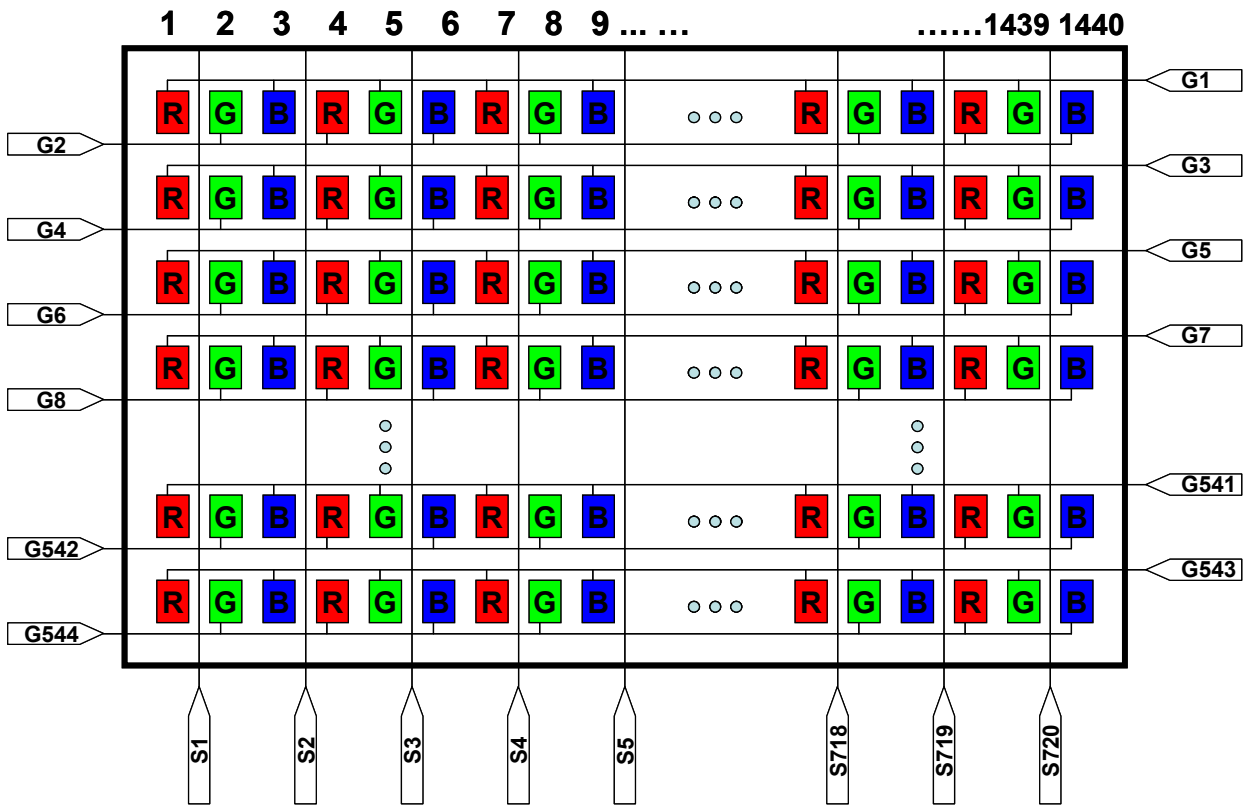 1 2 3 4 5 6 7 8 9 ... ... ......1439 1440
G1
R G B R G B R G B R G B R G B
G2
G3
R G B R G B R G B R G B R G B
G4
G5
R G B R G B R G B R G B R G B
G6
G7
R G B R G B R G B R G B R G B
G8
G541
R G B R G B R G B R G B R G B
G542
G543
R G B R G B R G B R G B R G B
G544
S1 S2 S3 S4 S5 S718 S719 S720